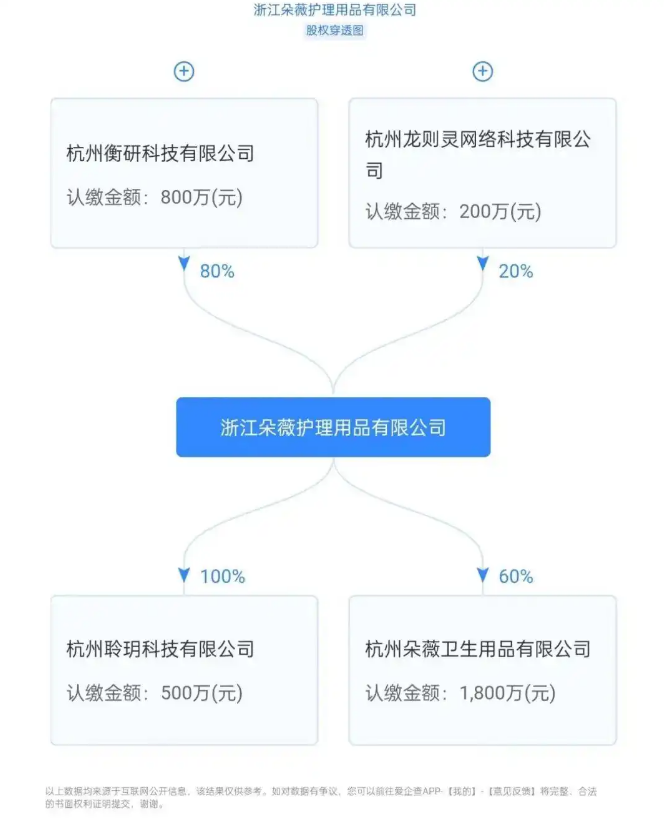 浙江朵薇护理用品有限公司
股权穿透图
杭州衡研科技有限公司
认缴金额：800万(元)
杭州龙则灵网络科技有限公
司
认缴金额：200万(元)
80%
20%
浙江朵薇护理用品有限公司
100%
60%
杭州聆玥科技有限公司
认缴金额：500万(元)
杭州朵薇卫生用品有限公司
认缴金额：1,800万(元)
以上数据均来源于互联网公开信息，该结果仅供参考。如对数据有争议，您可以前往爱企查APP-【我的】-【意见反馈】将完整、合法
的书面权利证明提交，谢谢。